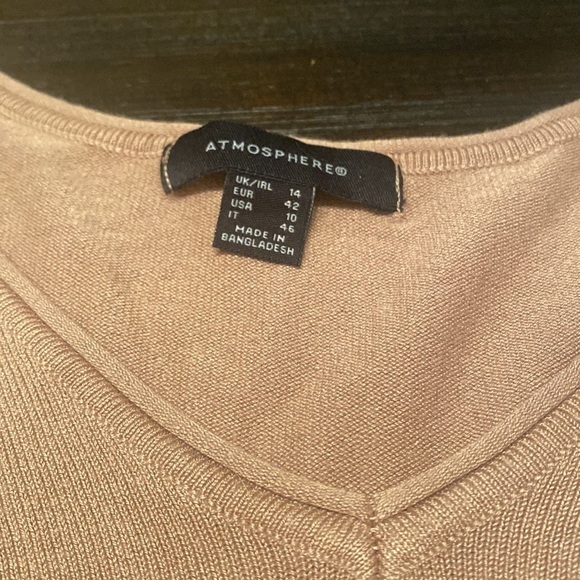 ATMOSPHERE®
UK/IRL 14
EUR 42
USA 10
IT 46
MADE IN
BANGLADESH